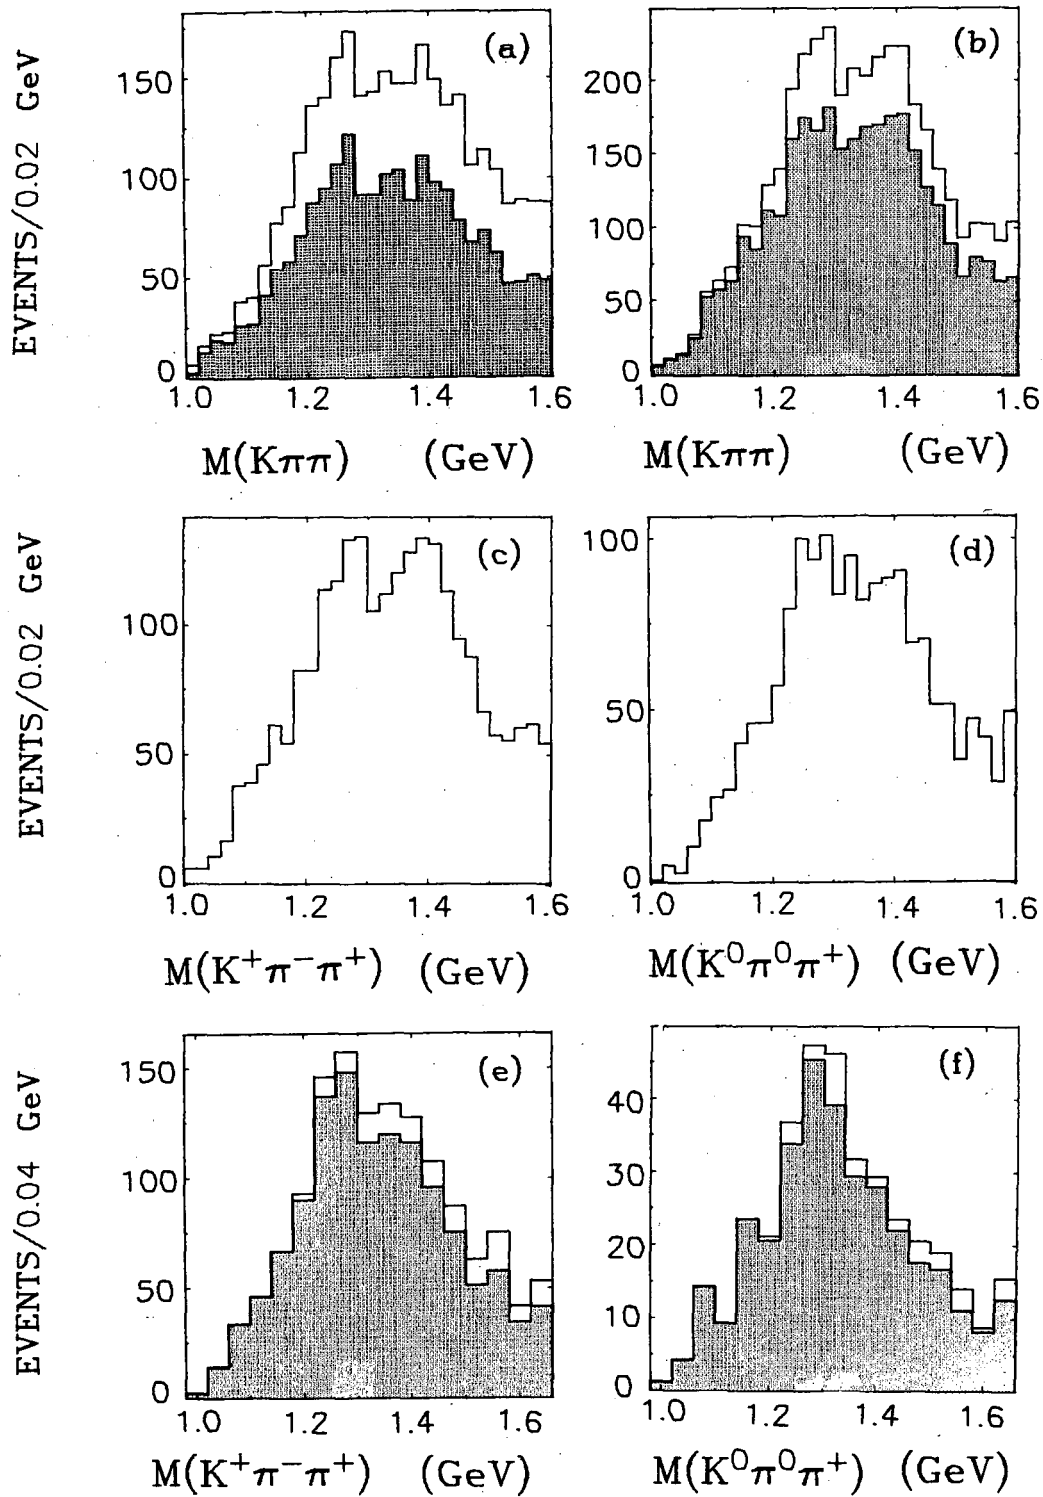 EVENTS/0.02 GeV
150
100
50
0
(a)
1.0 1.2 1.4 1.6
M(Kππ) (GeV)
200
150
100
50
0
(b)
1.0 1.2 1.4 1.6
M(Kππ) (GeV)
EVENTS/0.02 GeV
100
50
0
(c)
1.0 1.2 1.4 1.6
M(K⁺π⁻π⁺) (GeV)
100
50
0
(d)
1.0 1.2 1.4 1.6
M(K⁰π⁰π⁺) (GeV)
EVENTS/0.04 GeV
150
100
50
0
(e)
1.0 1.2 1.4 1.6
M(K⁺π⁻π⁺) (GeV)
40
30
20
10
0
(f)
1.0 1.2 1.4 1.6
M(K⁰π⁰π⁺) (GeV)